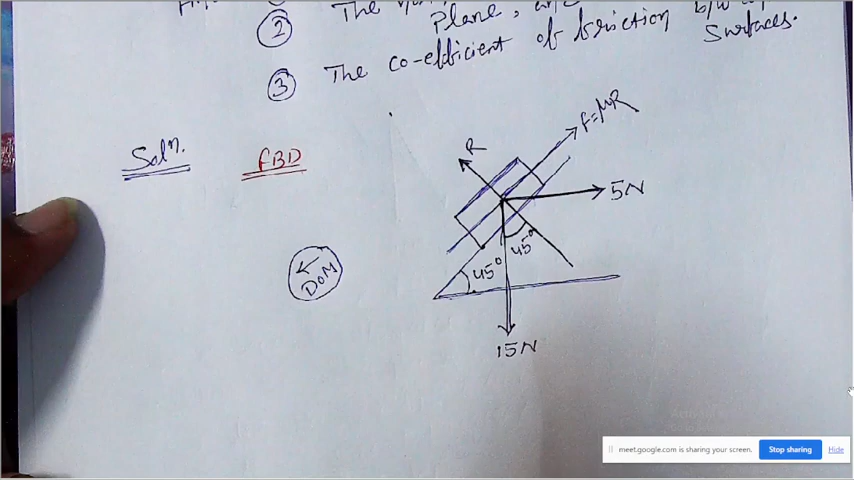 ② The
Plane,
co-efficient of friction b/w
Surfaces.
③ The
Solⁿ.
FBD
R
F=μR
5N
45°
45°
DOM
15N
meet.google.com is sharing your screen.
Stop sharing
Hide